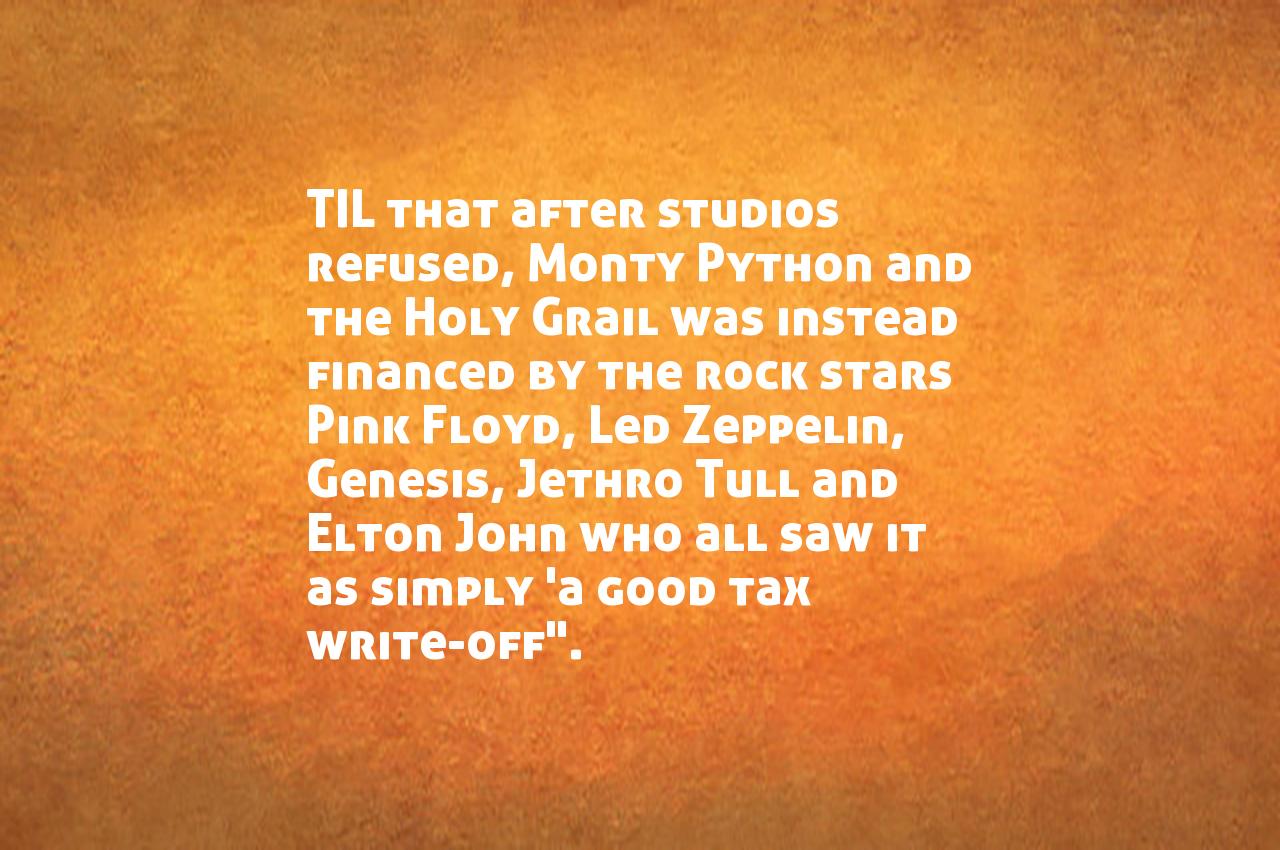 TIL that after studios
refused, Monty Python and
the Holy Grail was instead
financed by the rock stars
Pink Floyd, Led Zeppelin,
Genesis, Jethro Tull and
Elton John who all saw it
as simply 'a good tax
write-off".